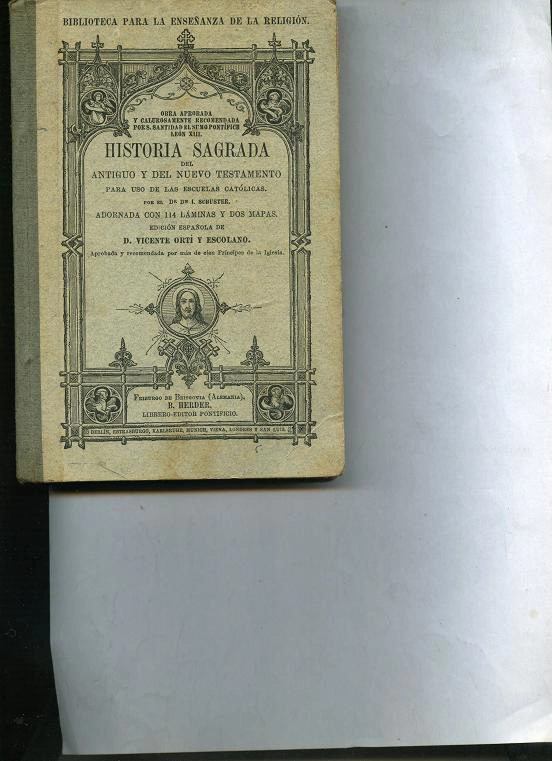 BIBLIOTECA PARA LA ENSEÑANZA DE LA RELIGIÓN.
OBRA APROBADA
Y CALUROSAMENTE RECOMENDADA
POR S. SANTIDAD EL SUMO PONTÍFICE
LEÓN XIII.
HISTORIA SAGRADA
DEL
ANTIGUO Y DEL NUEVO TESTAMENTO
PARA USO DE LAS ESCUELAS CATÓLICAS.
POR EL DR DN I. SCHUSTER.
ADORNADA CON 114 LÁMINAS Y DOS MAPAS.
EDICIÓN ESPAÑOLA DE
D. VICENTE ORTÍ Y ESCOLANO.
Aprobada y recomendada por más de cien Príncipes de la Iglesia.
FRIBURGO DE BRISGOVIA (ALEMANIA),
B. HERDER,
LIBRERO-EDITOR PONTIFICIO.
BERLÍN, ESTRASBURGO, KARLSRUHE, MUNICH, VIENA, LONDRES Y SAN LUIS.